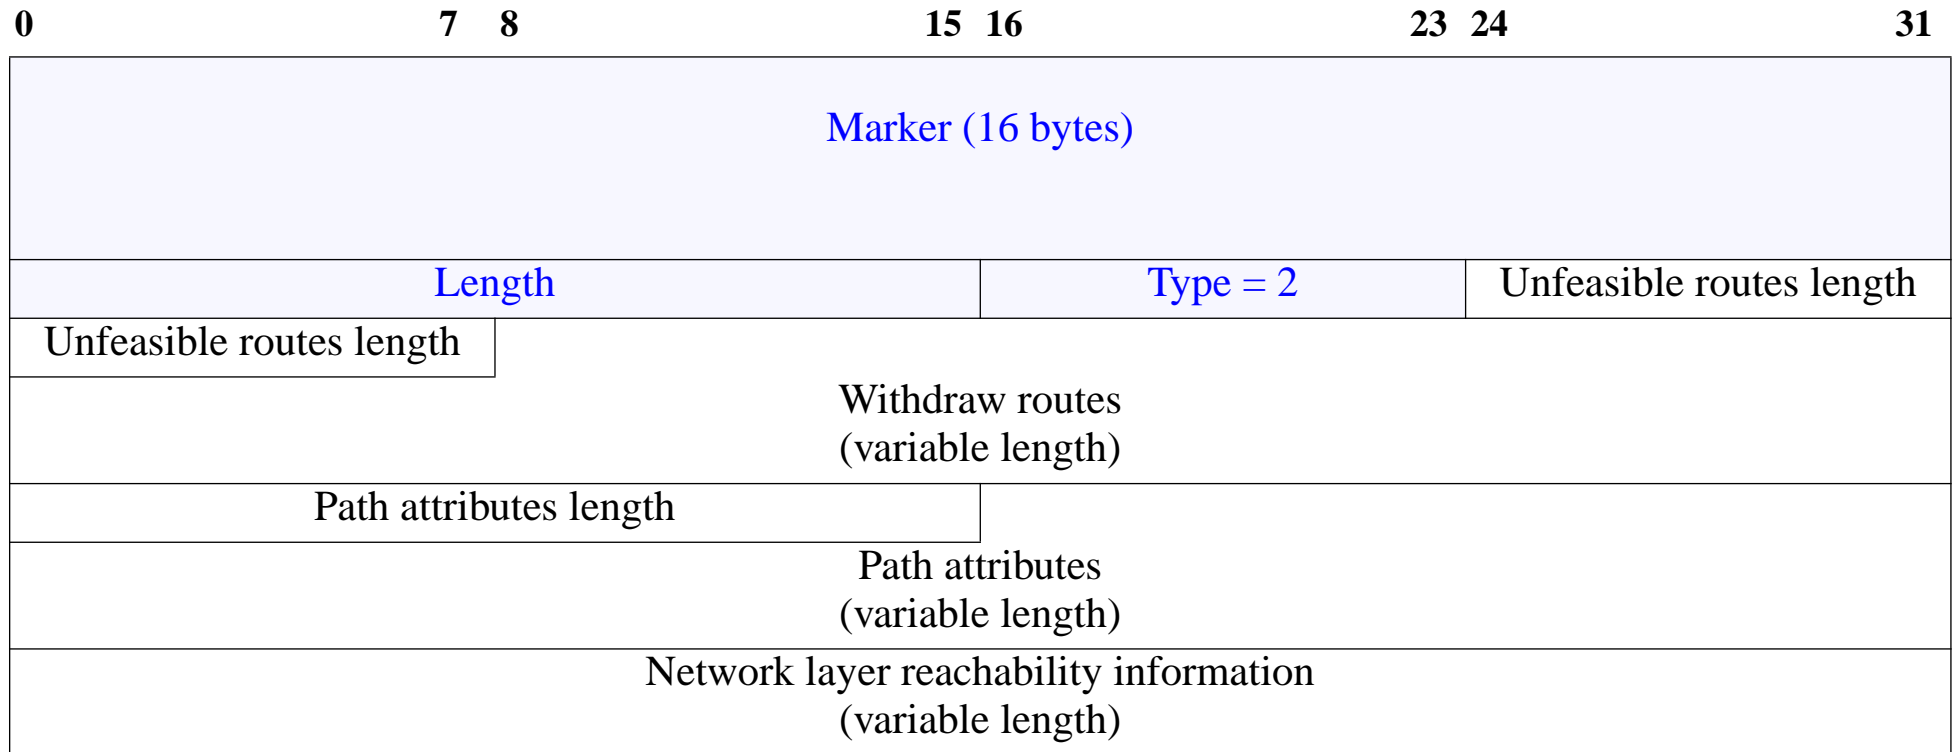 0 7 8 15 16 23 24 31
Marker (16 bytes)
Length Type = 2 Unfeasible routes length
Unfeasible routes length
Withdraw routes
(variable length)
Path attributes length
Path attributes
(variable length)
Network layer reachability information
(variable length)